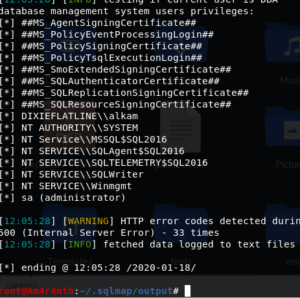 [12:05:28] [INFO] testing if current user is DBA
database management system users privileges:
[*] ##MS_AgentSigningCertificate##
[*] ##MS_PolicyEventProcessingLogin##
[*] ##MS_PolicySigningCertificate##
[*] ##MS_PolicyTsqlExecutionLogin##
[*] ##MS_SmoExtendedSigningCertificate##
[*] ##MS_SQLAuthenticatorCertificate##
[*] ##MS_SQLReplicationSigningCertificate##
[*] ##MS_SQLResourceSigningCertificate##
[*] DIXIEFLATLINE\\alkam
[*] NT AUTHORITY\\SYSTEM
[*] NT Service\\MSSQL$SQL2016
[*] NT SERVICE\\SQLAgent$SQL2016
[*] NT SERVICE\\SQLTELEMETRY$SQL2016
[*] NT SERVICE\\SQLWriter
[*] NT SERVICE\\Winmgmt
[*] sa (administrator)
[12:05:28] [WARNING] HTTP error codes detected durin
500 (Internal Server Error) - 33 times
[12:05:28] [INFO] fetched data logged to text files
[*] ending @ 12:05:28 /2020-01-18/
root@Am4r4nth:~/.sqlmap/output#